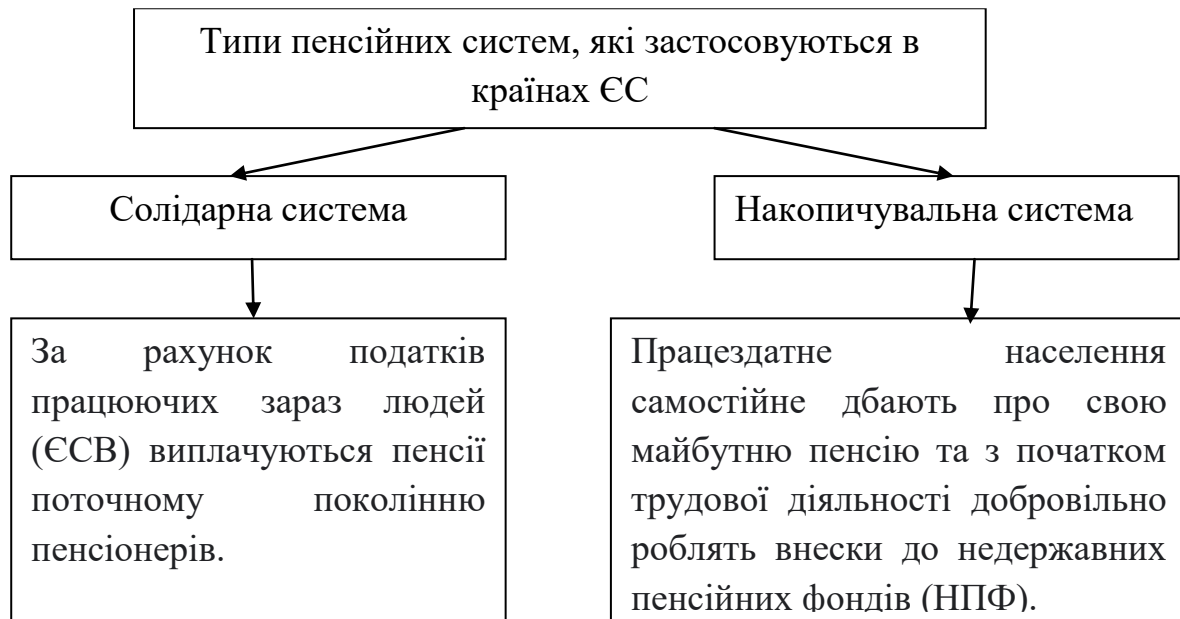 Типи пенсійних систем, які застосовуються в
країнах ЄС
Солідарна система
Накопичувальна система
За рахунок податків
працюючих зараз людей
(ЄСВ) виплачуються пенсії
поточному поколінню
пенсіонерів.
Працездатне населення
самостійне дбають про свою
майбутню пенсію та з початком
трудової діяльності добровільно
роблять внески до недержавних
пенсійних фондів (НПФ).